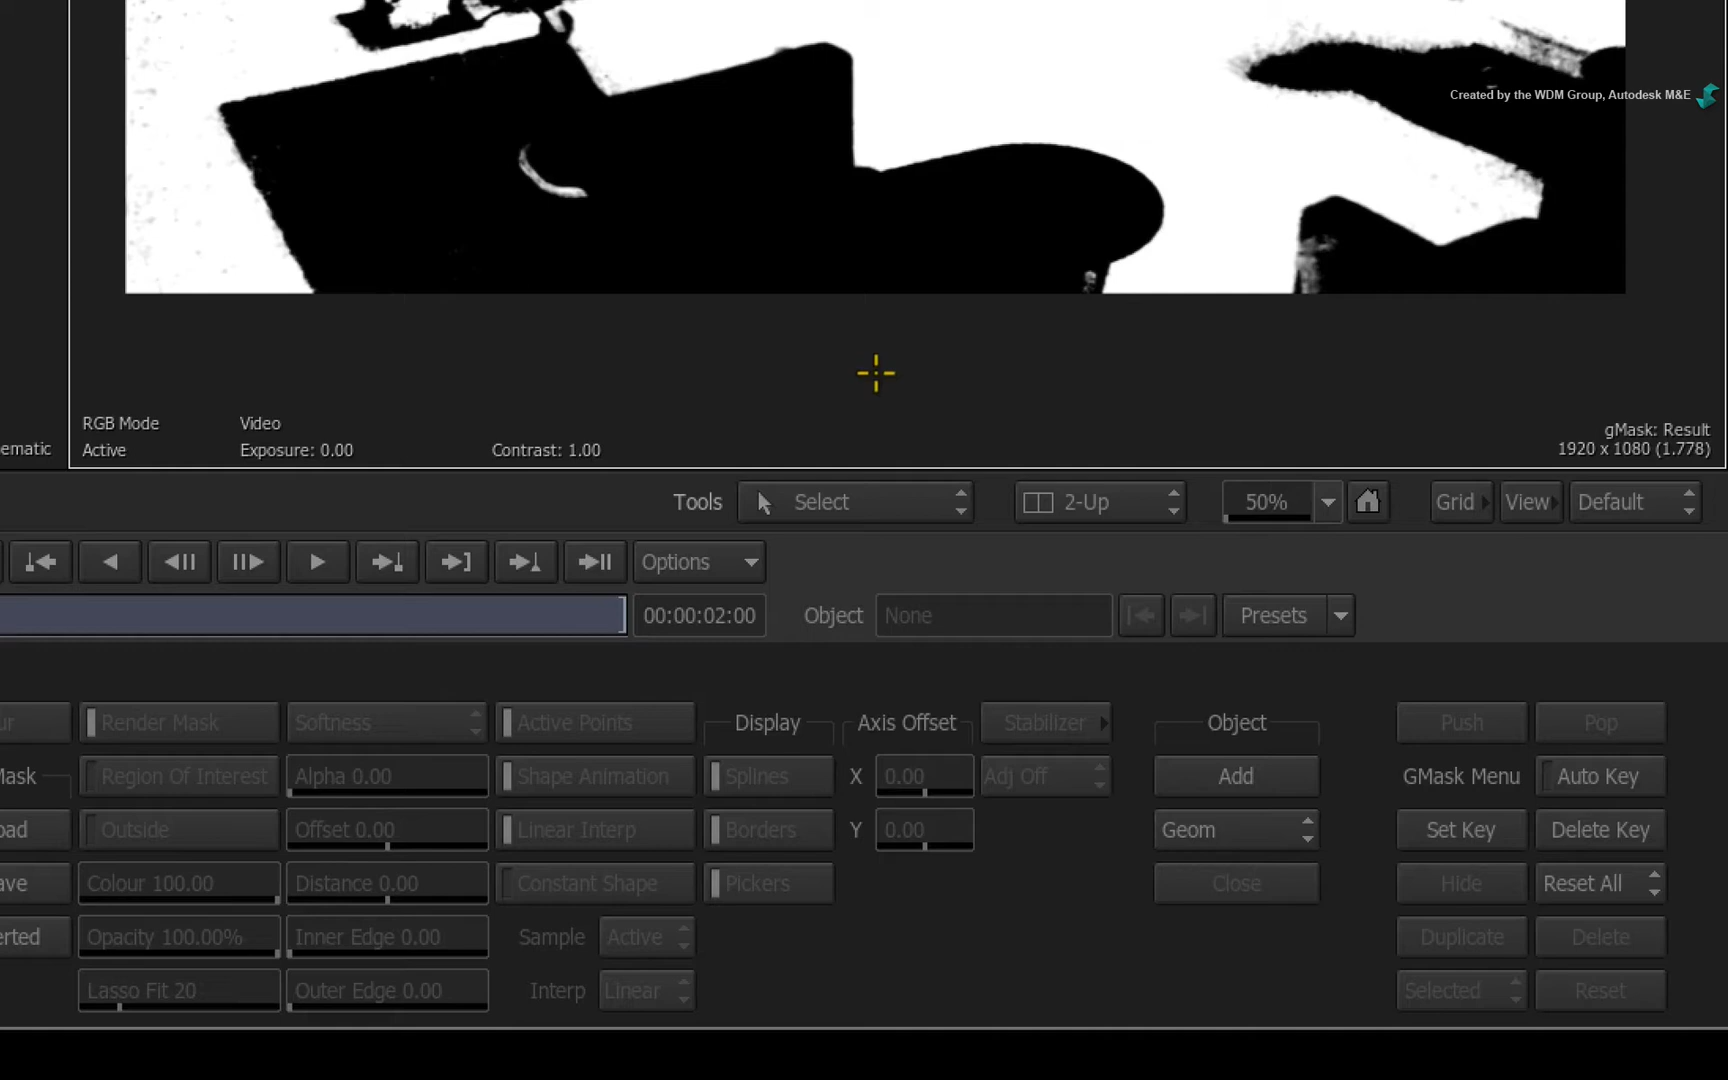 Created by the WDM Group, Autodesk M&E
RGB Mode Video
Active Exposure: 0.00 Contrast: 1.00
gMask: Result
1920 x 1080 (1.778)
ematic
Tools Select 2-Up 50% Grid View Default
Options
00:00:02:00 Object None Presets
ur Render Mask Softness Active Points Display Axis Offset Stabilizer Object Push Pop
Mask Region Of Interest Alpha 0.00 Shape Animation Splines X 0.00 Adj Off Add GMask Menu Auto Key
oad Outside Offset 0.00 Linear Interp Borders Y 0.00 Geom Set Key Delete Key
ave Colour 100.00 Distance 0.00 Constant Shape Pickers Close Hide Reset All
erted Opacity 100.00% Inner Edge 0.00 Sample Active Duplicate Delete
Lasso Fit 20 Outer Edge 0.00 Interp Linear Selected Reset